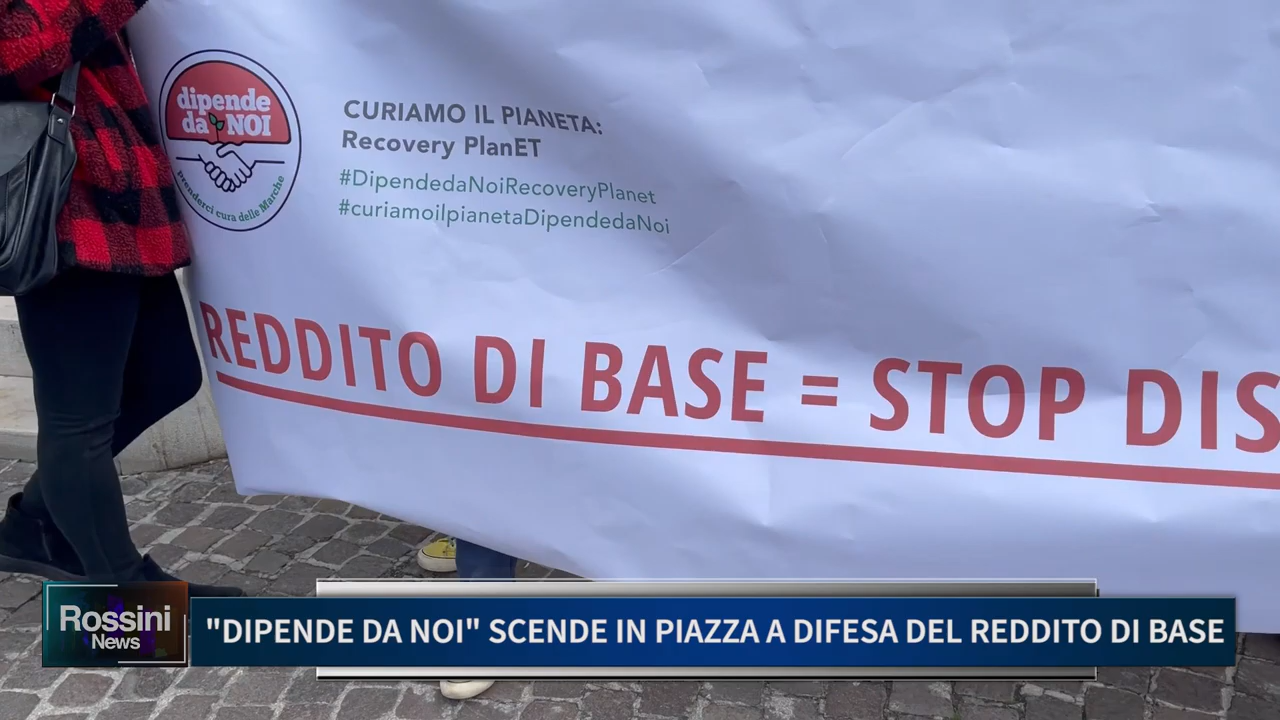 dipende
da NOI
prenderci cura delle Marche
CURIAMO IL PIANETA:
Recovery PlanET
#DipendedaNoiRecoveryPlanet
#curiamoilpianetaDipendedaNoi
REDDITO DI BASE = STOP DIS
Rossini
News
"DIPENDE DA NOI" SCENDE IN PIAZZA A DIFESA DEL REDDITO DI BASE